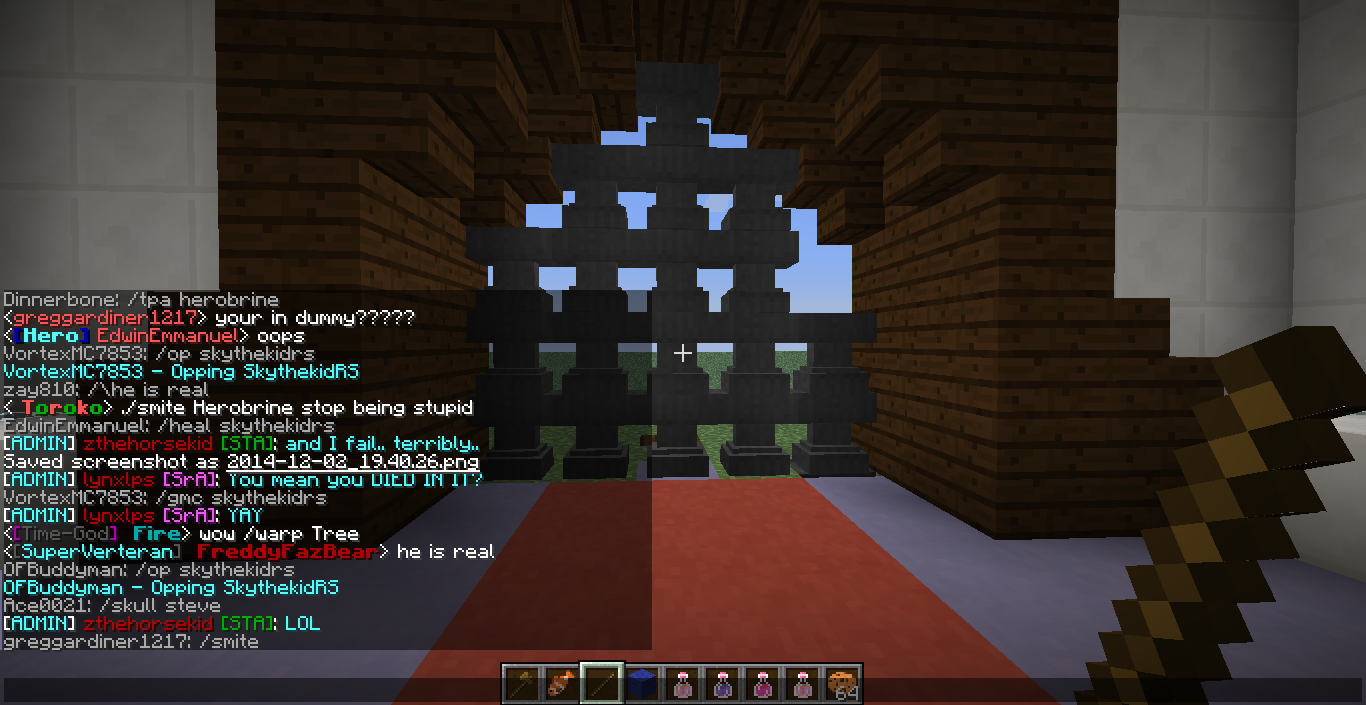 Dinnerbone: /tpa herobrine
<greggardiner1217> your in dummy?????
<[Hero] EdwinEmmanuel> oops
VortexMC7853: /op skythekidrs
VortexMC7853 - Opping SkythekidRS
zay810: /\he is real
< Toroko> ./smite Herobrine stop being stupid
EdwinEmmanuel: /heal skythekidrs
[ADMIN] zthehorsekid [STA]: and I fail.. terribly..
Saved screenshot as 2014-12-02_19.40.26.png
[ADMIN] lynxlps [SrA]: You mean you DIED IN IT?
VortexMC7853: /gmc skythekidrs
[ADMIN] lynxlps [SrA]: YAY
<[Time-God] Fire> wow /warp Tree
<[SuperVerteran] FreddyFazBear> he is real
OFBuddyman: /op skythekidrs
OFBuddyman - Opping SkythekidRS
Ace0021: /skull steve
[ADMIN] zthehorsekid [STA]: LOL
greggardiner1217: /smite
64